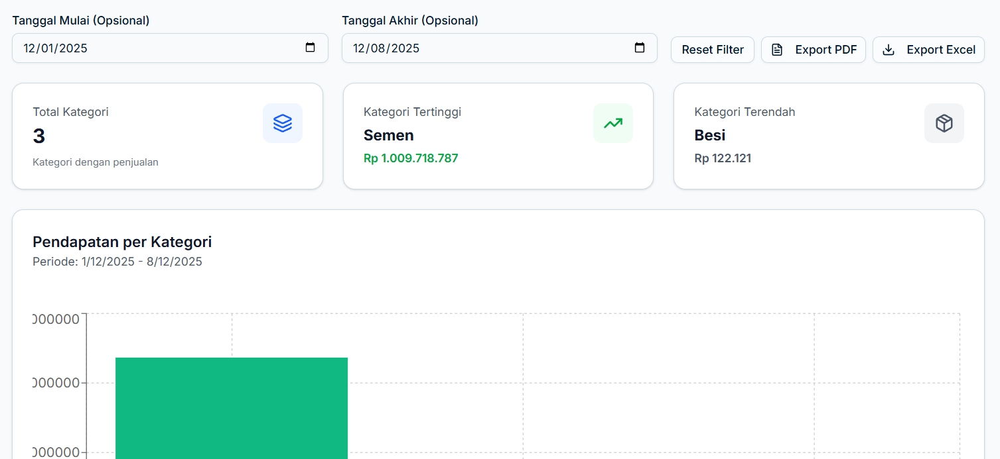 Tanggal Mulai (Opsional)
Tanggal Akhir (Opsional)
12/01/2025
12/08/2025
Reset Filter
Export PDF
Export Excel
Total Kategori
3
Kategori dengan penjualan
Kategori Tertinggi
Semen
Rp 1.009.718.787
Kategori Terendah
Besi
Rp 122.121
Pendapatan per Kategori
Periode: 1/12/2025 - 8/12/2025
000000
000000
000000